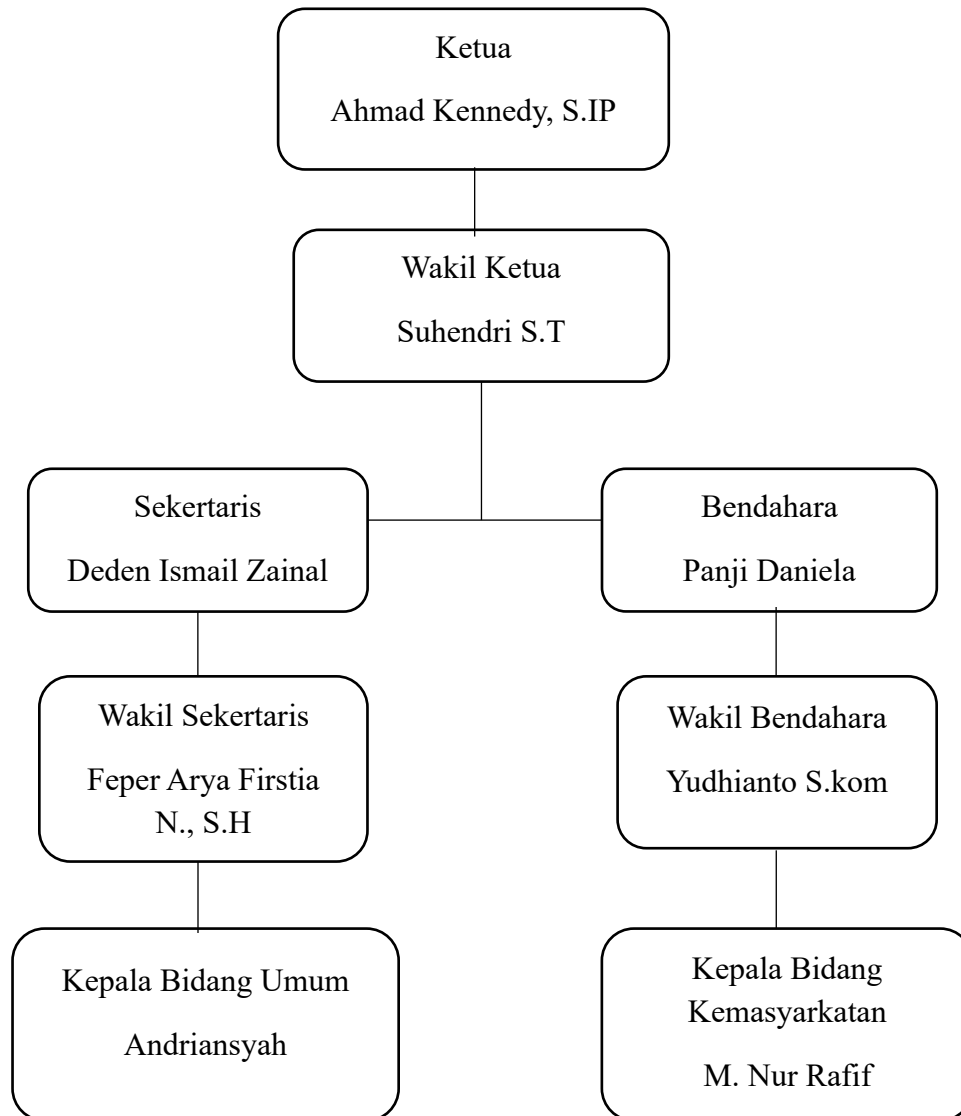 Ketua
Ahmad Kennedy, S.IP
Wakil Ketua
Suhendri S.T
Sekertaris
Deden Ismail Zainal
Bendahara
Panji Daniela
Wakil Sekertaris
Feper Arya Firstia
N., S.H
Wakil Bendahara
Yudhianto S.kom
Kepala Bidang Umum
Andriansyah
Kepala Bidang
Kemasyarkatan
M. Nur Rafif